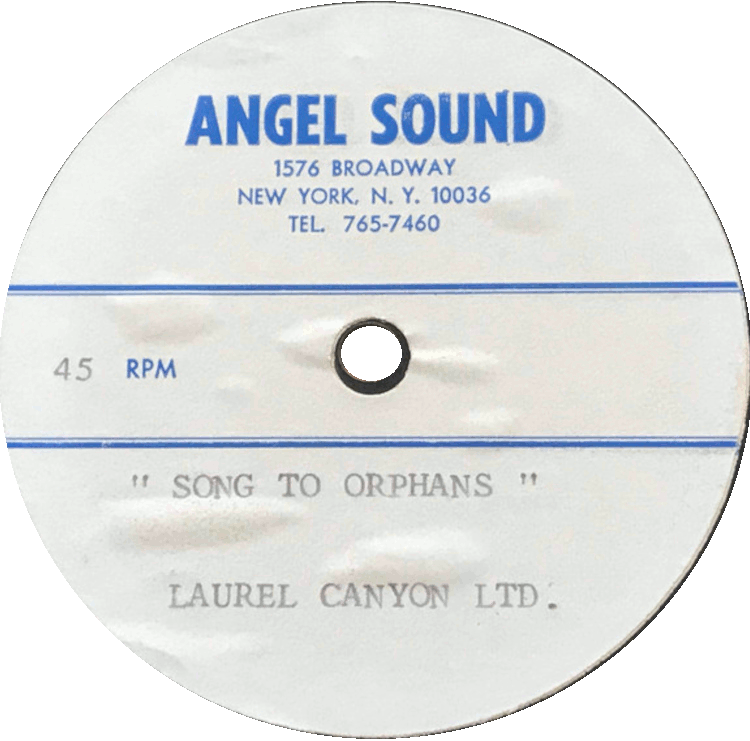 ANGEL SOUND
1576 BROADWAY
NEW YORK, N. Y. 10036
TEL. 765-7460
45 RPM
" SONG TO ORPHANS "
LAUREL CANYON LTD.